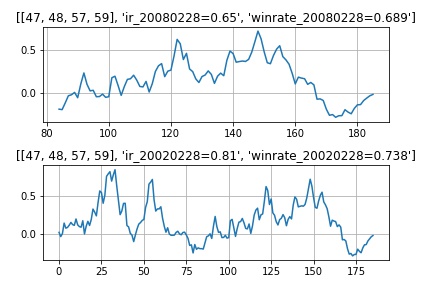 [[47, 48, 57, 59], 'ir_20080228=0.65', 'winrate_20080228=0.689']
0.5
0.0
80 100 120 140 160 180
[[47, 48, 57, 59], 'ir_20020228=0.81', 'winrate_20020228=0.738']
0.5
0.0
0 25 50 75 100 125 150 175